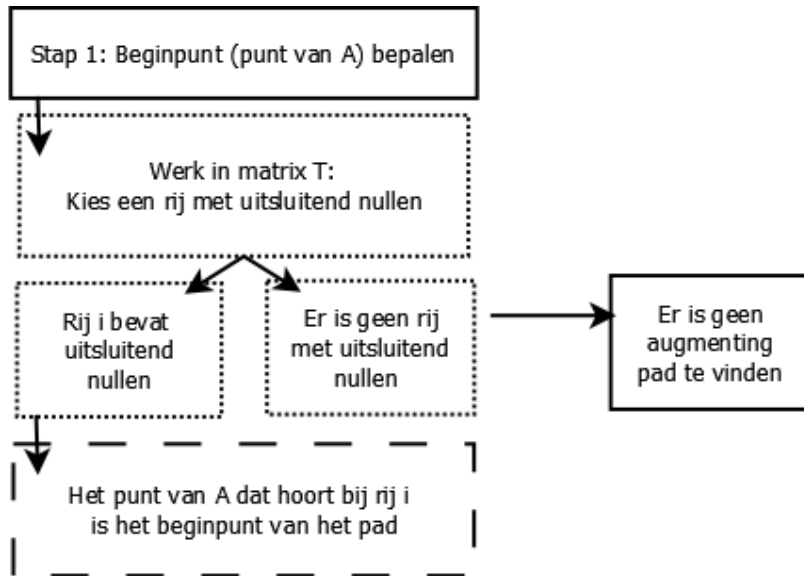 Stap 1: Beginpunt (punt van A) bepalen
Werk in matrix T:
Kies een rij met uitsluitend nullen
Rij i bevat
uitsluitend
nullen
Er is geen rij
met uitsluitend
nullen
Er is geen
augmenting
pad te vinden
Het punt van A dat hoort bij rij i
is het beginpunt van het pad